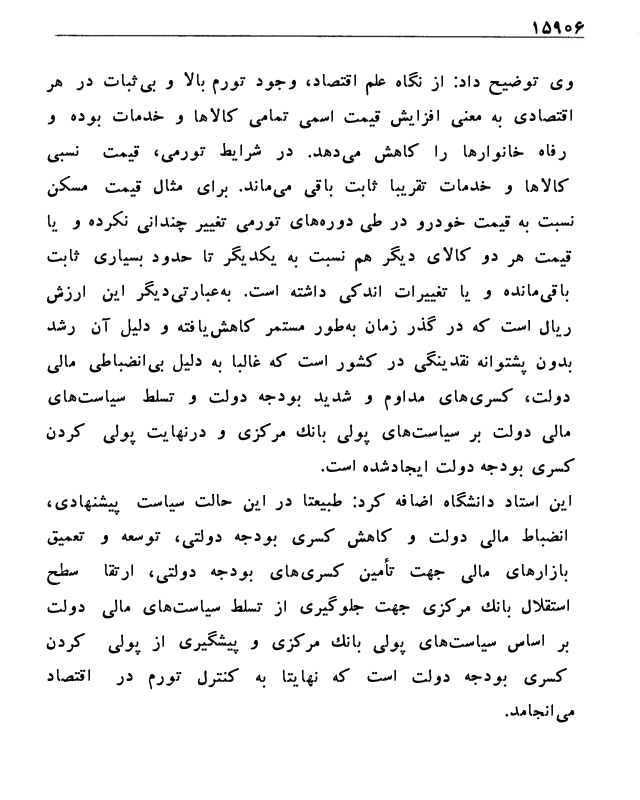 ۱۵۹۰۶
وی توضیح داد: از نگاه علم اقتصاد، وجود تورم بالا و بی‌ثبات در هر
اقتصادی به معنی افزایش قیمت اسمی تمامی کالاها و خدمات بوده و
رفاه خانوارها را کاهش می‌دهد. در شرایط تورمی، قیمت نسبی
کالاها و خدمات تقریبا ثابت باقی می‌ماند. برای مثال قیمت مسکن
نسبت به قیمت خودرو در طی دوره‌های تورمی تغییر چندانی نکرده و یا
قیمت هر دو کالای دیگر هم نسبت به یکدیگر تا حدود بسیاری ثابت
باقی‌مانده و یا تغییرات اندکی داشته است. به‌عبارتی‌دیگر این ارزش
ریال است که در گذر زمان به‌طور مستمر کاهش‌یافته و دلیل آن رشد
بدون پشتوانه نقدینگی در کشور است که غالبا به دلیل بی‌انضباطی مالی
دولت، کسری‌های مداوم و شدید بودجه دولت و تسلط سیاست‌های
مالی دولت بر سیاست‌های پولی بانك مرکزی و درنهایت پولی کردن
کسری بودجه دولت ایجادشده است.
این استاد دانشگاه اضافه کرد: طبیعتا در این حالت سیاست پیشنهادی،
انضباط مالی دولت و کاهش کسری بودجه دولتی، توسعه و تعمیق
بازارهای مالی جهت تأمین کسری‌های بودجه دولتی، ارتقا سطح
استقلال بانك مرکزی جهت جلوگیری از تسلط سیاست‌های مالی دولت
بر اساس سیاست‌های پولی بانك مرکزی و پیشگیری از پولی کردن
کسری بودجه دولت است که نهایتا به کنترل تورم در اقتصاد
می‌انجامد.